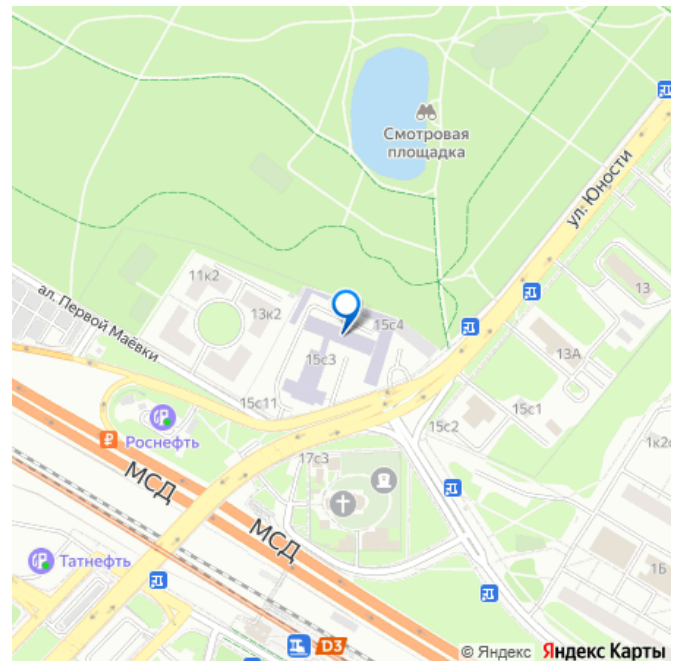 Смотровая
площадка
ул. Юности
11к2
13к2
ал. Первой Маёвки
15с4
15с3
13
13А
15с11
15с1
15с2
Роснефть
₽
17с3
1к2с
МСД
МСД
Татнефть
1Б
D3
© Яндекс Яндекс Карты